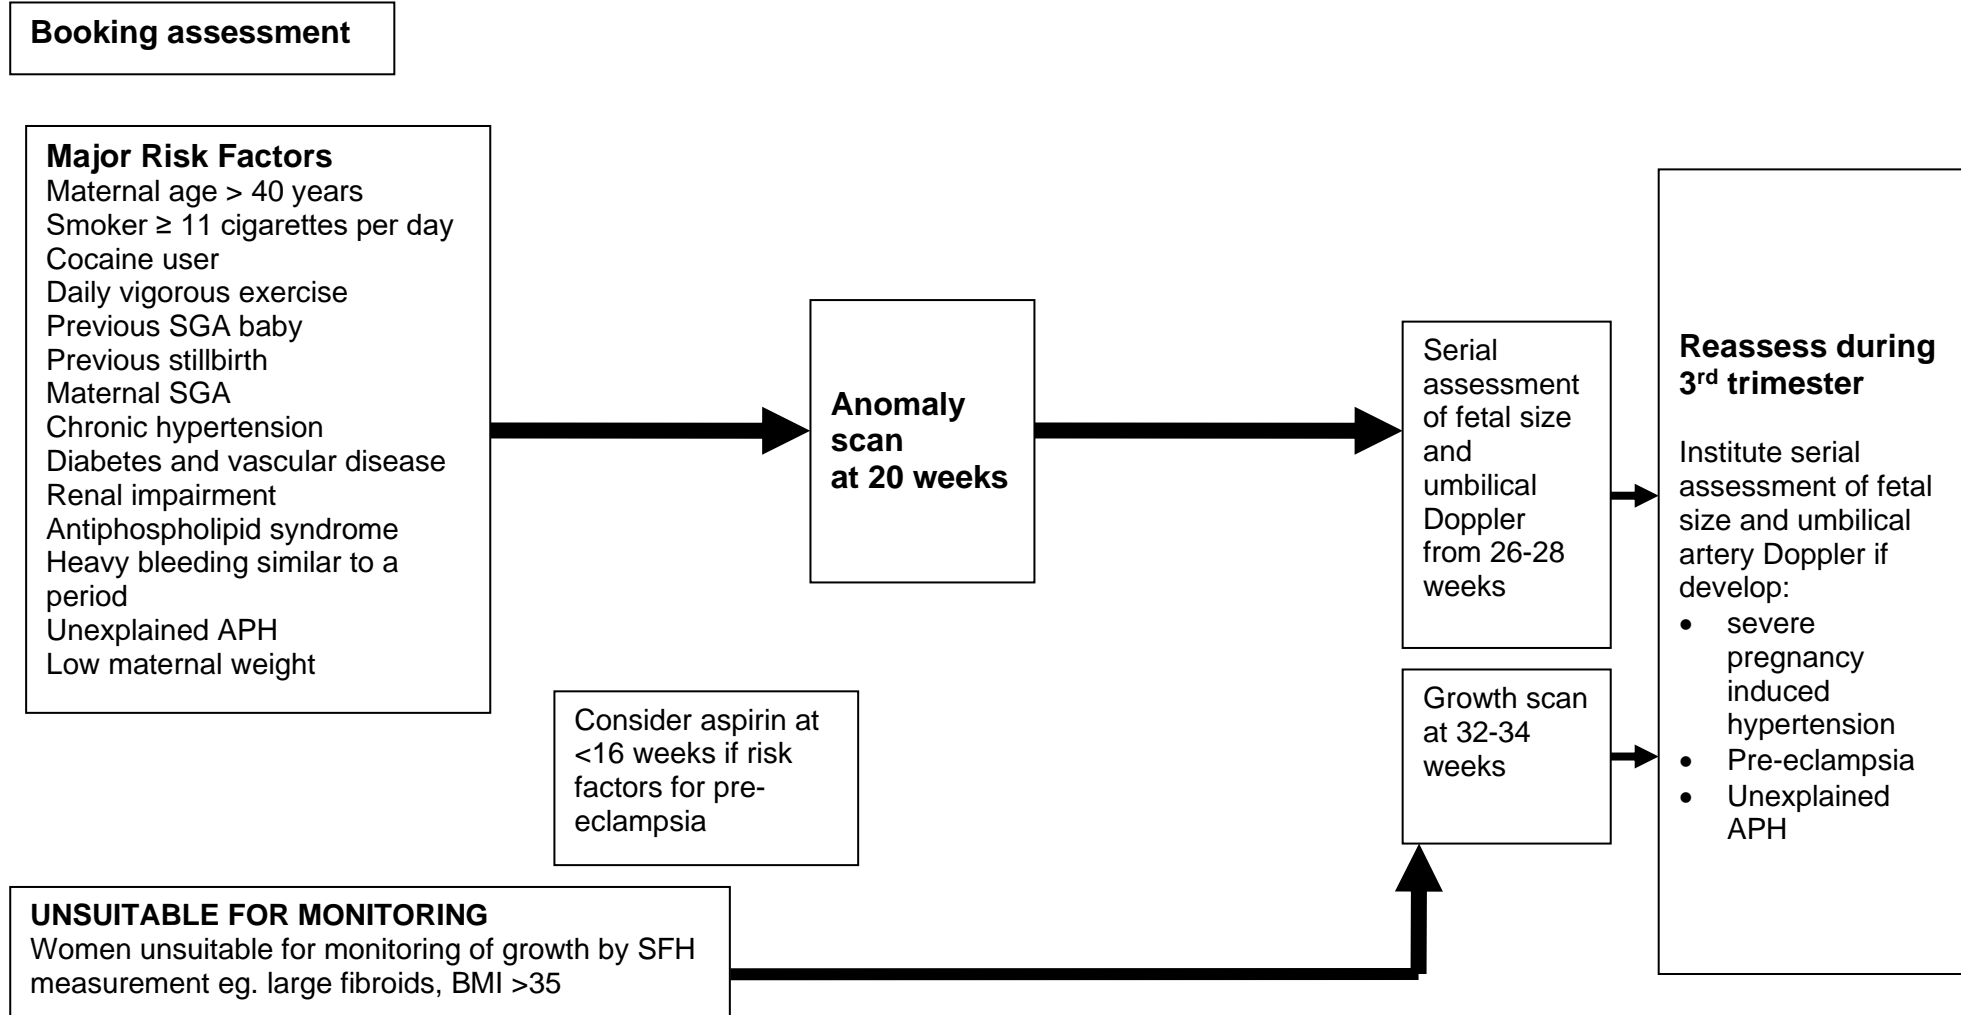 Booking assessment
Major Risk Factors
Maternal age > 40 years
Smoker ≥ 11 cigarettes per day
Cocaine user
Daily vigorous exercise
Previous SGA baby
Previous stillbirth
Maternal SGA
Chronic hypertension
Diabetes and vascular disease
Renal impairment
Antiphospholipid syndrome
Heavy bleeding similar to a
period
Unexplained APH
Low maternal weight
Consider aspirin at
<16 weeks if risk
factors for pre-
eclampsia
UNSUITABLE FOR MONITORING
Women unsuitable for monitoring of growth by SFH
measurement eg. large fibroids, BMI >35
Anomaly
scan
at 20 weeks
Serial
assessment
of fetal size
and
umbilical
Doppler
from 26-28
weeks
Growth scan
at 32-34
weeks
Reassess during
3rd trimester
Institute serial
assessment of fetal
size and umbilical
artery Doppler if
develop:
• severe
pregnancy
induced
hypertension
• Pre-eclampsia
• Unexplained
APH